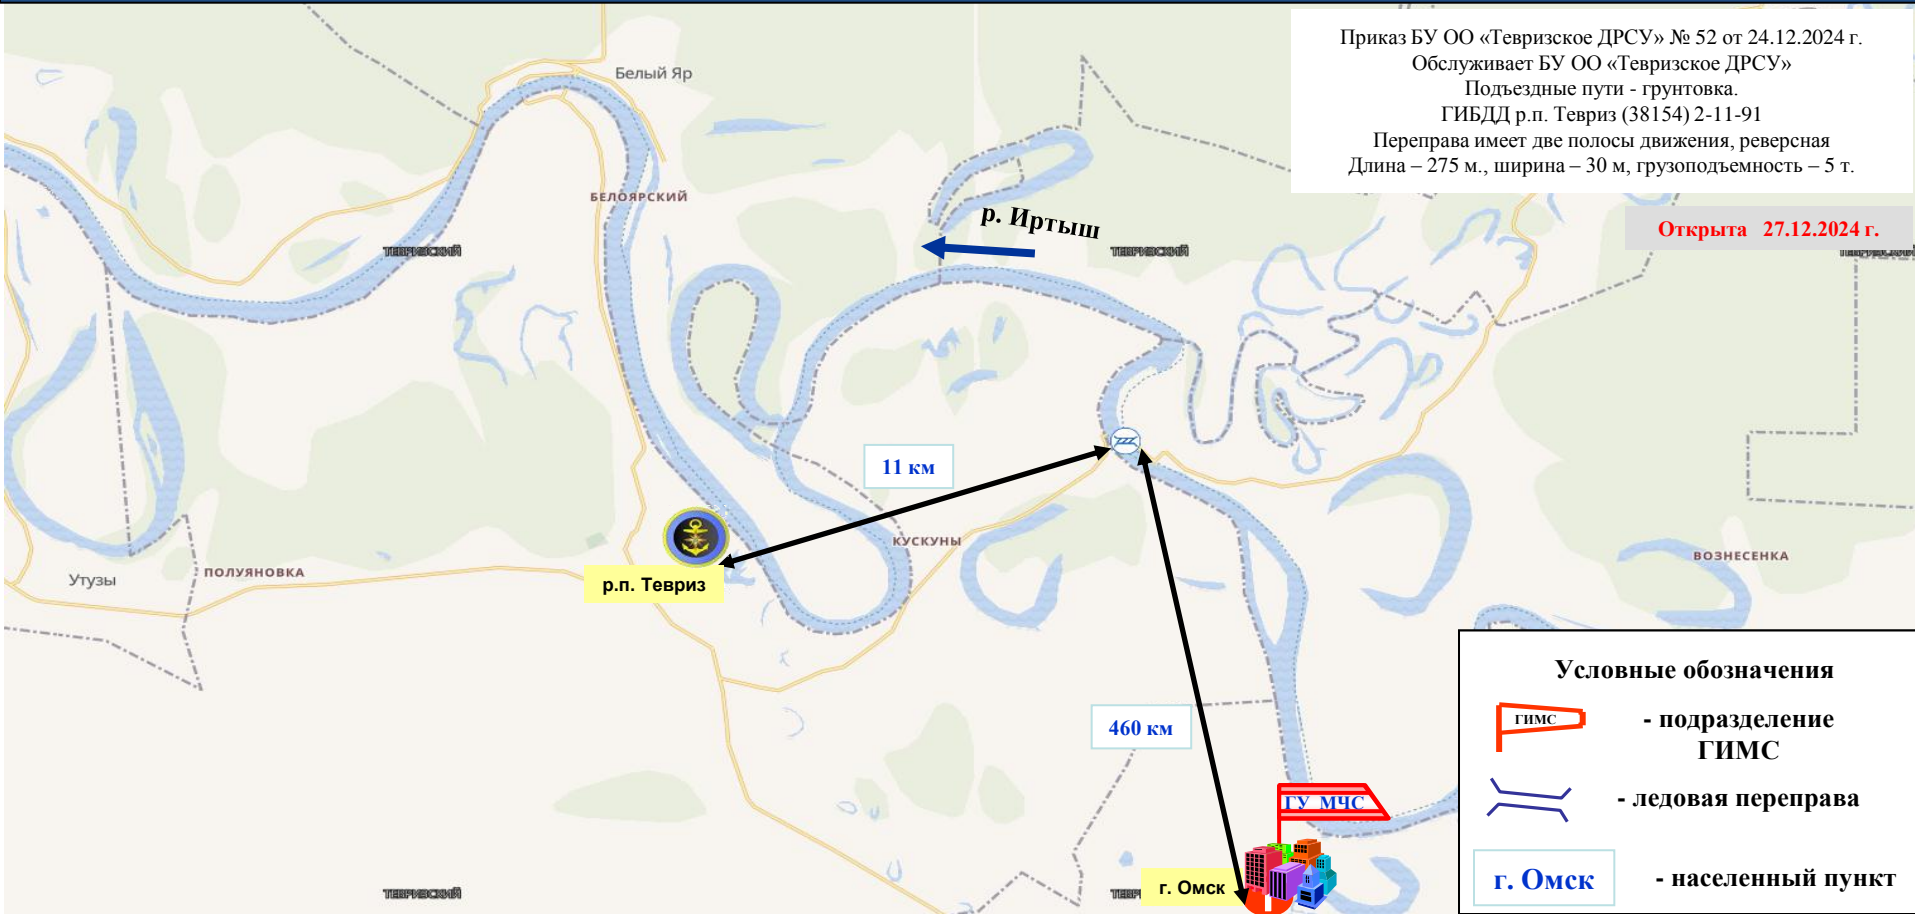 Приказ БУ ОО «Тевризское ДРСУ» № 52 от 24.12.2024 г.
Обслуживает БУ ОО «Тевризское ДРСУ»
Подъездные пути - грунтовка.
ГИБДД р.п. Тевриз (38154) 2-11-91
Переправа имеет две полосы движения, реверсная
Длина – 275 м., ширина – 30 м, грузоподъемность – 5 т.
Открыта 27.12.2024 г.
Белый Яр
БЕЛОЯРСКИЙ
р. Иртыш
ТЕВРИЗСКИЙ
ТЕВРИЗСКИЙ
ТЕВРИЗСКИЙ
11 км
КУСКУНЫ
ВОЗНЕСЕНКА
Утузы
ПОЛУЯНОВКА
р.п. Тевриз
460 км
ГУ МЧС
г. Омск
ТЕВРИЗСКИЙ
ТЕВР
Условные обозначения
ГИМС
- подразделение
ГИМС
- ледовая переправа
г. Омск
- населенный пункт